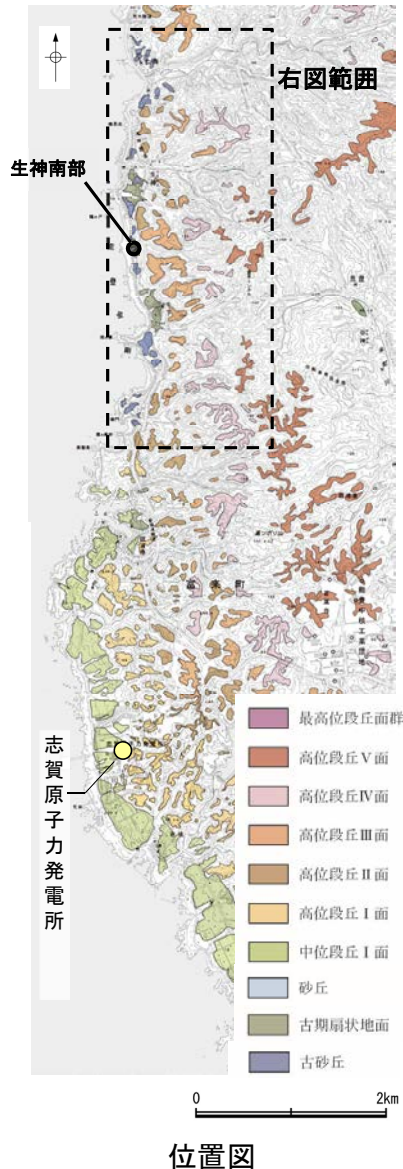 右図範囲
生神南部
富来町
志賀原子力発電所
最高位段丘面群
高位段丘Ⅴ面
高位段丘Ⅳ面
高位段丘Ⅲ面
高位段丘Ⅱ面
高位段丘Ⅰ面
中位段丘Ⅰ面
砂丘
古期扇状地面
古砂丘
0 2km
位置図